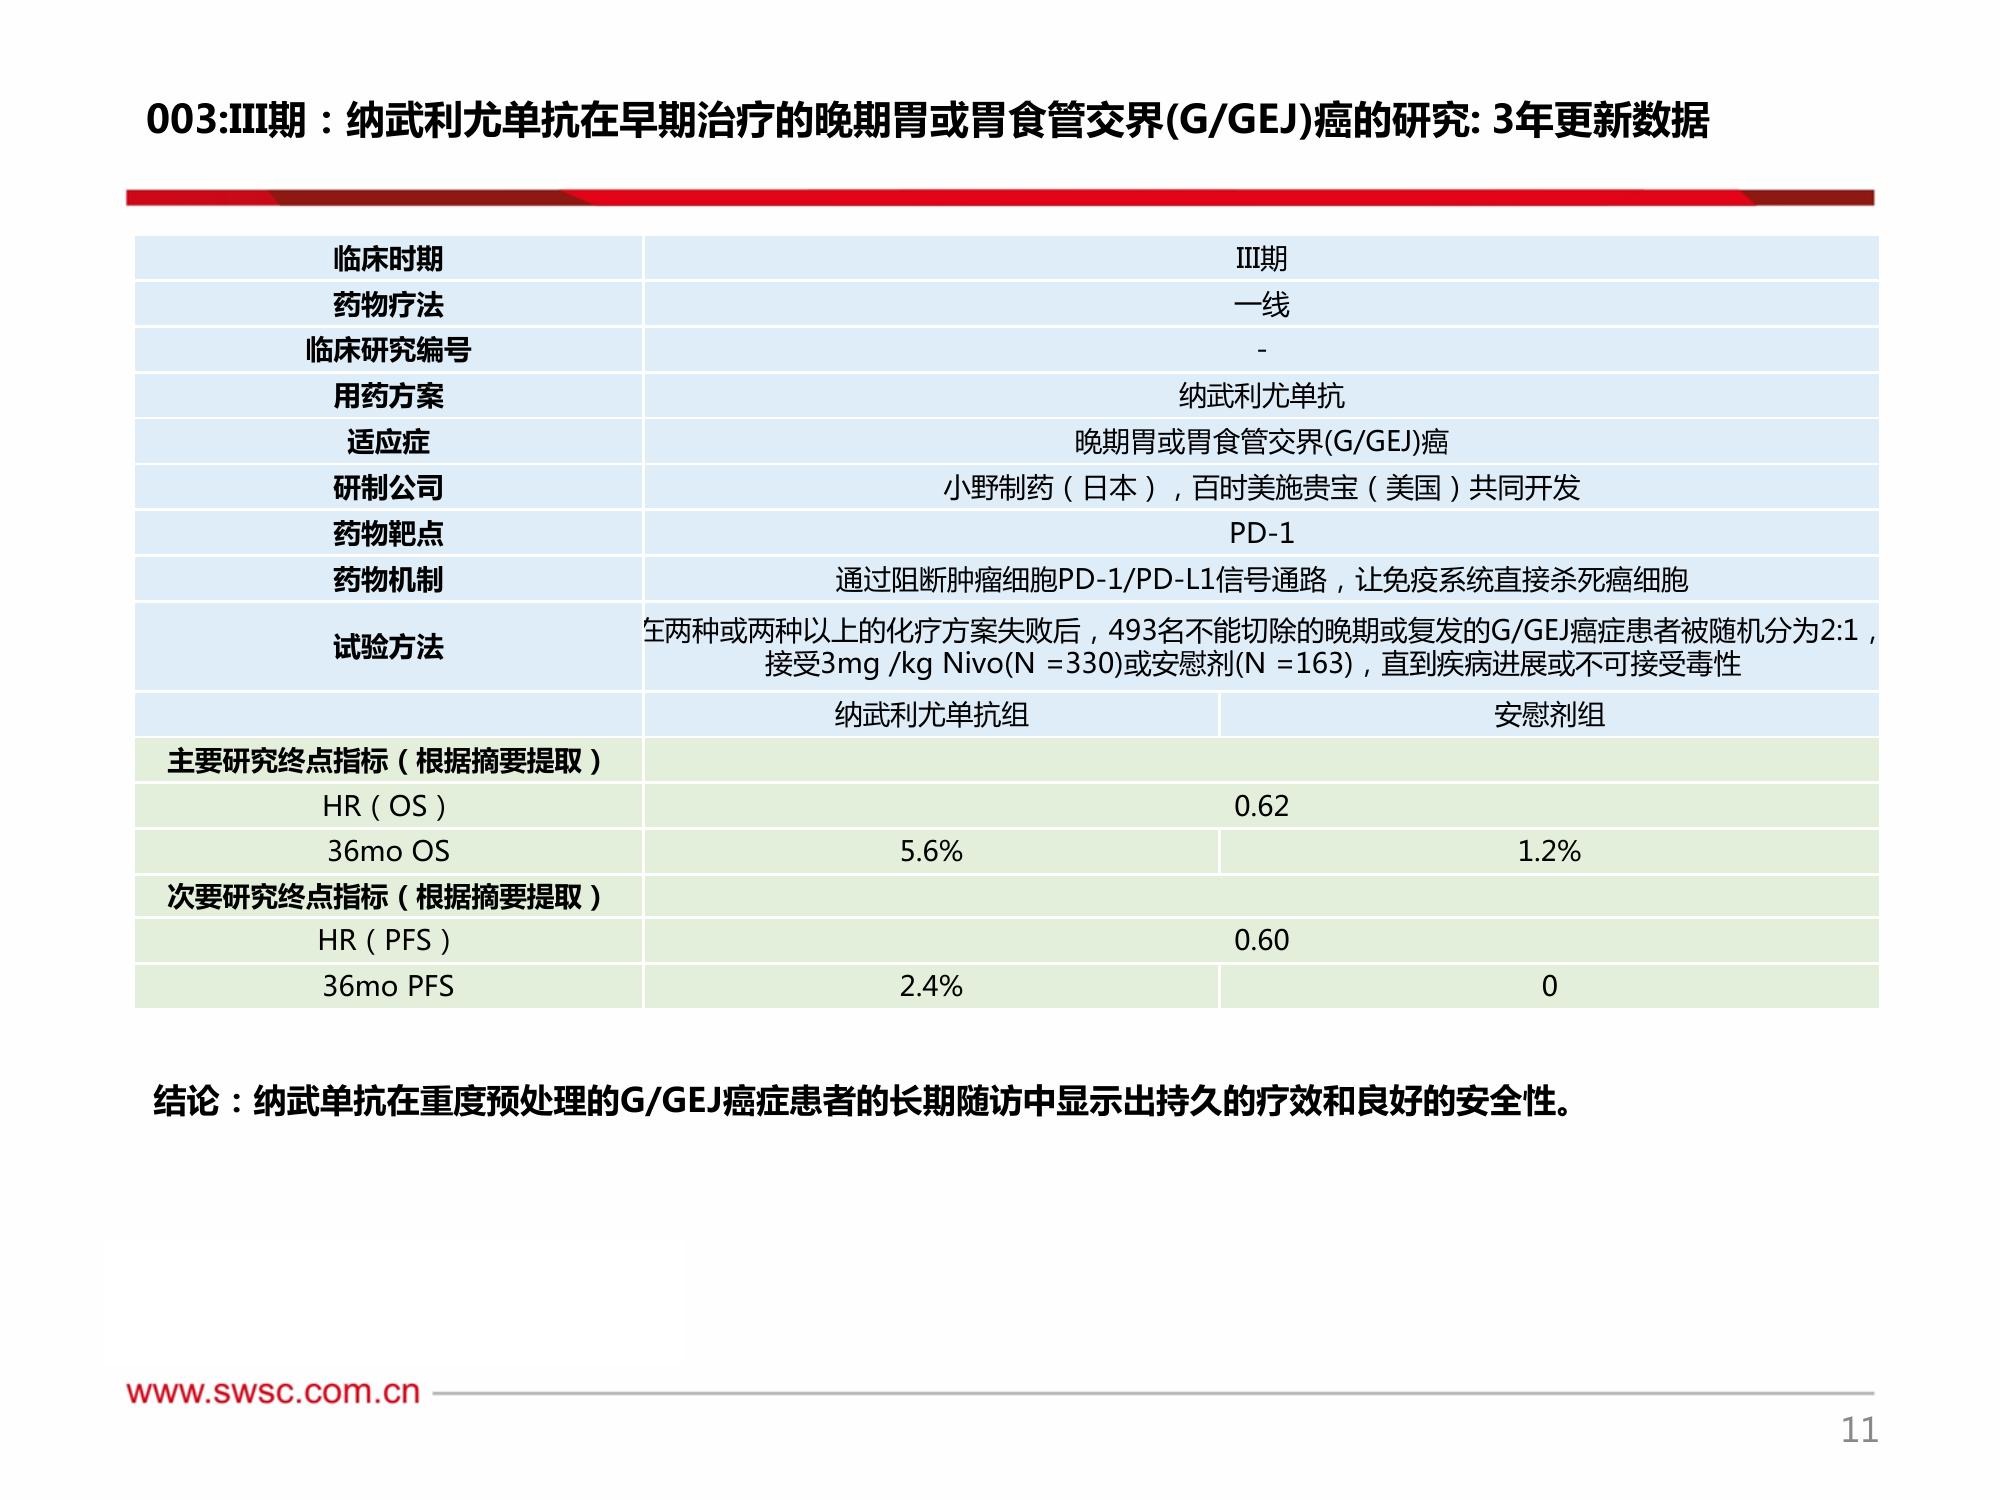 003:III期：纳武利尤单抗在早期治疗的晚期胃或胃食管交界(G/GEJ)癌的研究: 3年更新数据
临床时期 III期
药物疗法 一线
临床研究编号 -
用药方案 纳武利尤单抗
适应症 晚期胃或胃食管交界(G/GEJ)癌
研制公司 小野制药（日本），百时美施贵宝（美国）共同开发
药物靶点 PD-1
药物机制 通过阻断肿瘤细胞PD-1/PD-L1信号通路，让免疫系统直接杀死癌细胞
试验方法 在两种或两种以上的化疗方案失败后，493名不能切除的晚期或复发的G/GEJ癌症患者被随机分为2:1，
接受3mg /kg Nivo(N =330)或安慰剂(N =163)，直到疾病进展或不可接受毒性
纳武利尤单抗组 安慰剂组
主要研究终点指标（根据摘要提取）
HR（OS） 0.62
36mo OS 5.6% 1.2%
次要研究终点指标（根据摘要提取）
HR（PFS） 0.60
36mo PFS 2.4% 0
结论：纳武单抗在重度预处理的G/GEJ癌症患者的长期随访中显示出持久的疗效和良好的安全性。
www.swsc.com.cn
11